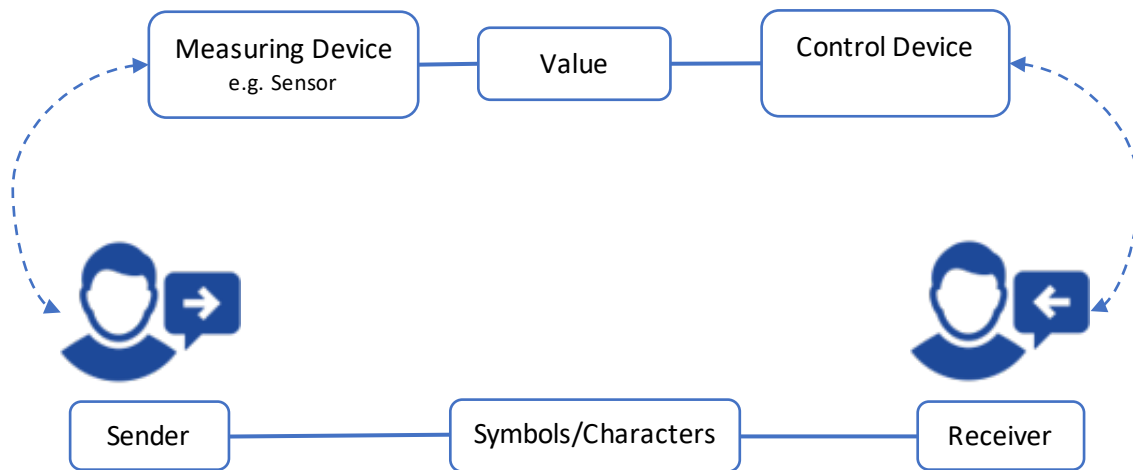 Measuring Device
e.g. Sensor
Value
Control Device
Sender
Symbols/Characters
Receiver